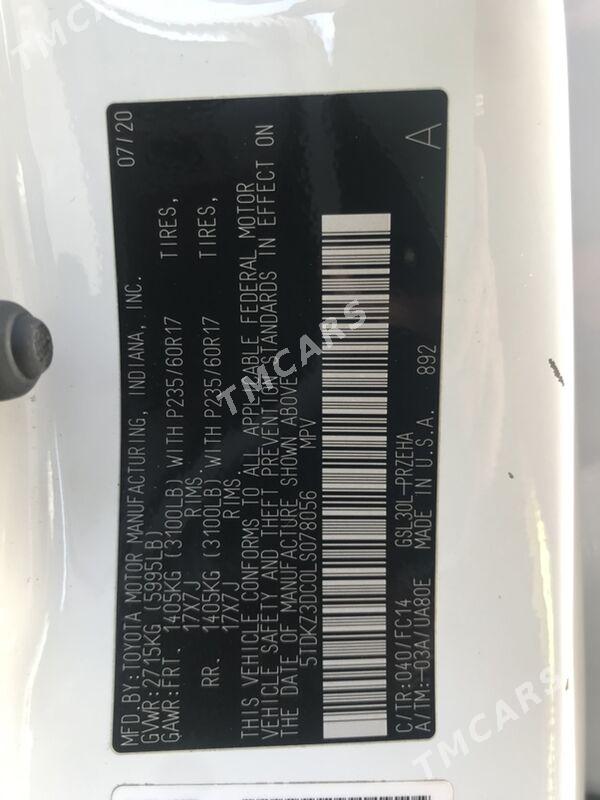 MFD. BY: TOYOTA MOTOR MANUFACTURING, INDIANA, INC. 07/20
GVWR: 2715KG (5995LB)
GAWR: FRT. 1405KG (3100LB) WITH P235/60R17 TIRES,
17X7J RIMS
RR. 1405KG (3100LB) WITH P235/60R17 TIRES,
17X7J RIMS
THIS VEHICLE CONFORMS TO ALL APPLICABLE FEDERAL MOTOR
VEHICLE SAFETY AND THEFT PREVENTION STANDARDS IN EFFECT ON
THE DATE OF MANUFACTURE SHOWN ABOVE.
5TDKZ3DC0LS078056 MPV
C/TR: 040/FC14 GSL30L-PRZEHA
A/TM: -03A/UA80E MADE IN U.S.A. 892 A
TMCARS
TMCARS
TMCARS
TMCARS